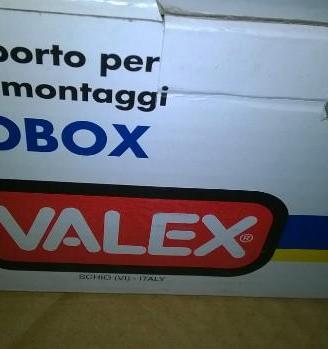 porto per
montaggi
OBOX
VALEX®
SCHIO (VI) - ITALY